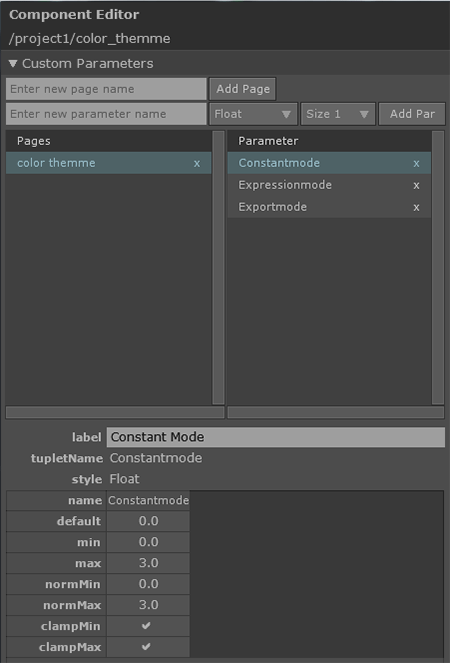 Component Editor
/project1/color_themme
Custom Parameters
Enter new page name Add Page
Enter new parameter name Float Size 1 Add Par
Pages Parameter
color themme x Constantmode x
Expressionmode x
Exportmode x
label Constant Mode
tupletName Constantmode
style Float
name Constantmode
default 0.0
min 0.0
max 3.0
normMin 0.0
normMax 3.0
clampMin
clampMax